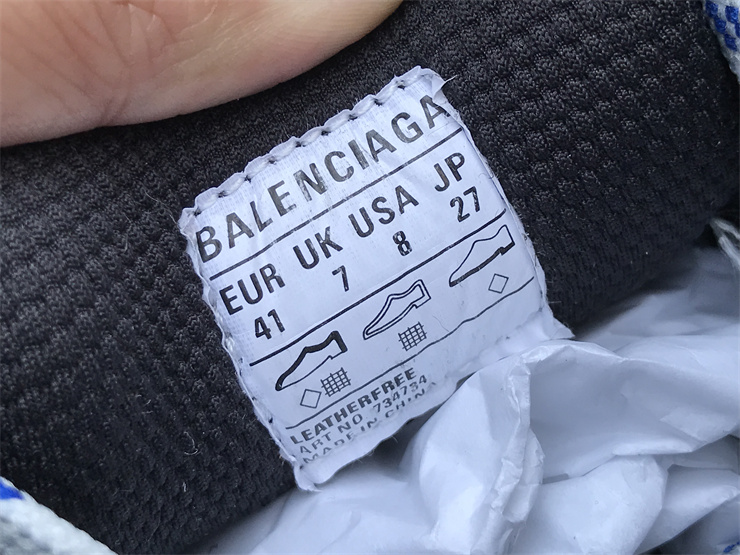 BALENCIAGA
EUR UK USA JP
41 7 8 27
LEATHERFREE
ART NO. 734734
MADE IN CHINA